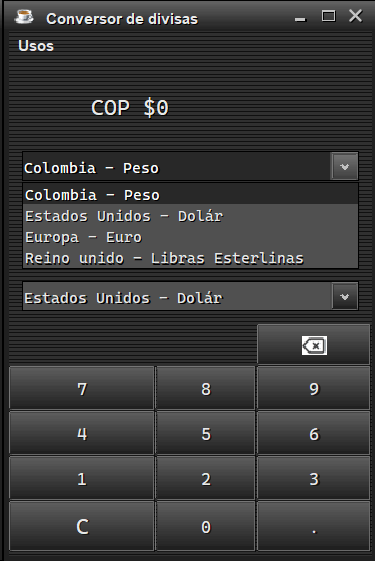 Conversor de divisas
Usos
COP $0
Colombia - Peso
Colombia - Peso
Estados Unidos - Dolár
Europa - Euro
Reino unido - Libras Esterlinas
Estados Unidos - Dolár
7 8 9
4 5 6
1 2 3
C 0 .